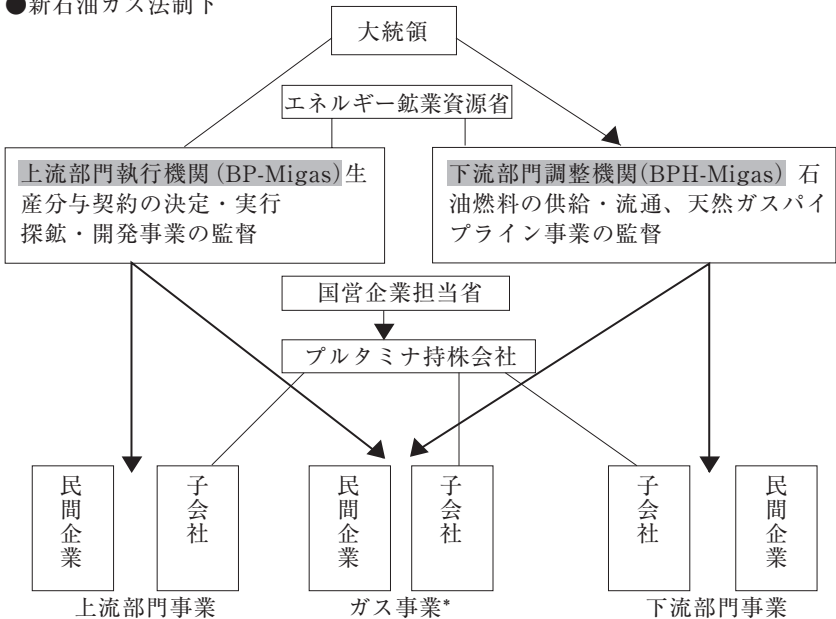 ●新石油ガス法制下
大統領
エネルギー鉱業資源省
上流部門執行機関(BP-Migas)生
産分与契約の決定・実行
探鉱・開発事業の監督
下流部門調整機関(BPH-Migas) 石
油燃料の供給・流通、天然ガスパイ
プライン事業の監督
国営企業担当省
プルタミナ持株会社
民間企業
子会社
民間企業
子会社
子会社
民間企業
上流部門事業
ガス事業*
下流部門事業